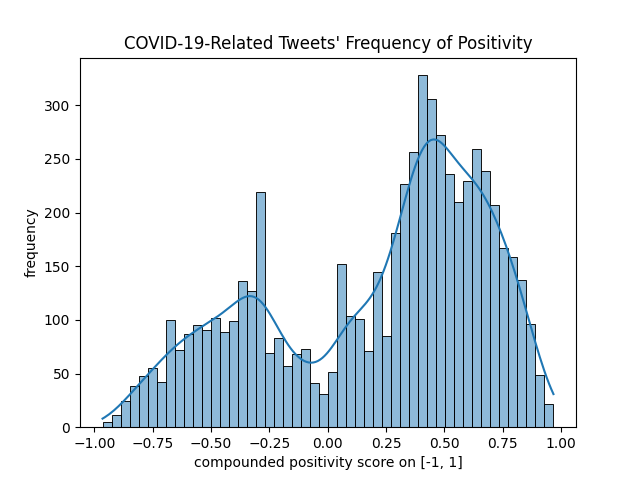 COVID-19-Related Tweets' Frequency of Positivity
frequency
300
250
200
150
100
50
0
−1.00 −0.75 −0.50 −0.25 0.00 0.25 0.50 0.75 1.00
compounded positivity score on [-1, 1]